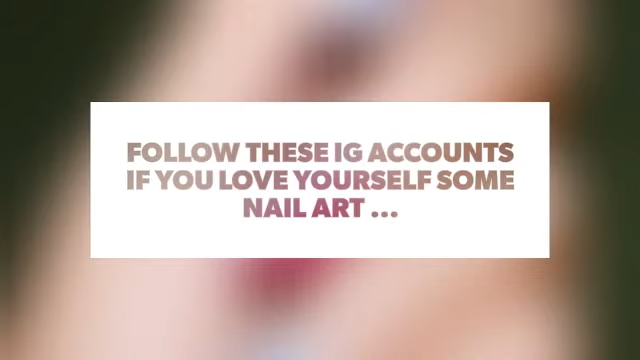 FOLLOW THESE IG ACCOUNTS
IF YOU LOVE YOURSELF SOME
NAIL ART ...